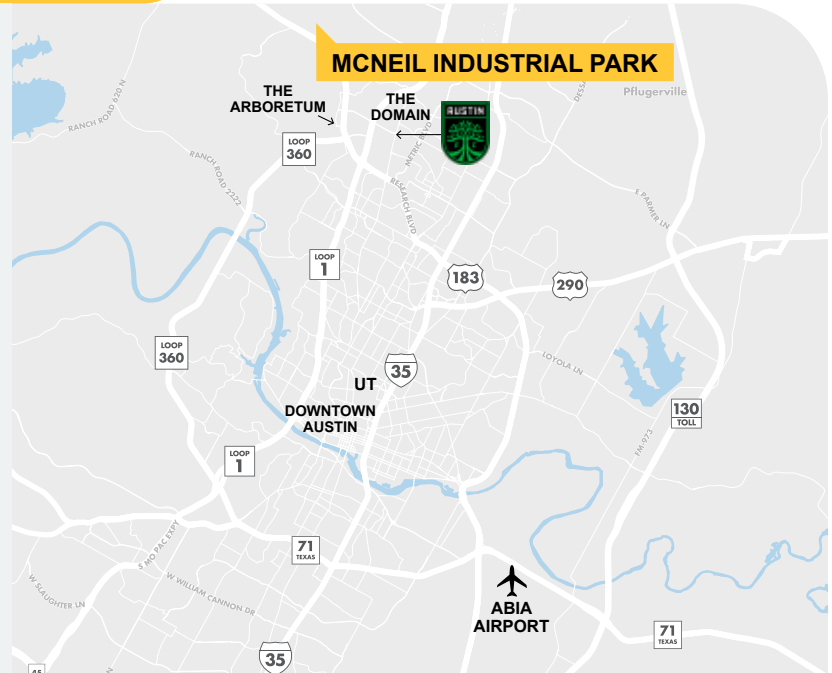 MCNEIL INDUSTRIAL PARK
THE
ARBORETUM
THE
DOMAIN
AUSTIN
Pflugerville
RANCH ROAD 620 N
LOOP
360
METRIC BLVD
RANCH ROAD 2222
RESEARCH BLVD
E PARMER LN
LOOP
1
183
290
LOOP
360
35
LOYOLA LN
UT
DOWNTOWN
AUSTIN
130
TOLL
FM-973
LOOP
1
71
TEXAS
S MO PAC EXPY
W SLAUGHTER LN
W WILLIAM CANNON DR
ABIA
AIRPORT
71
TEXAS
35